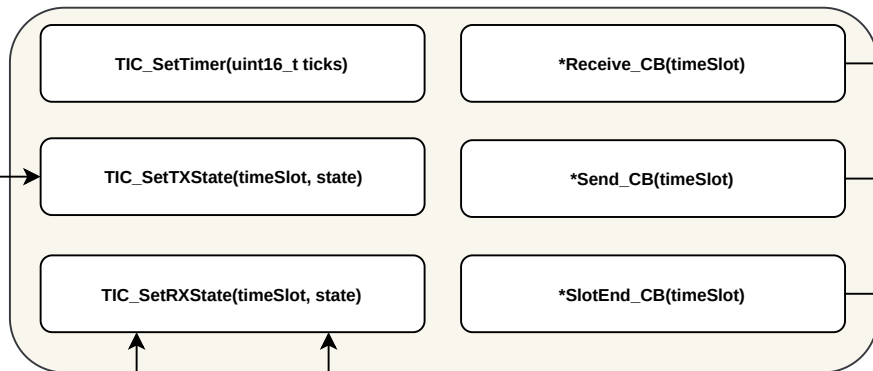 TIC_SetTimer(uint16_t ticks)
*Receive_CB(timeSlot)
TIC_SetTXState(timeSlot, state)
*Send_CB(timeSlot)
TIC_SetRXState(timeSlot, state)
*SlotEnd_CB(timeSlot)